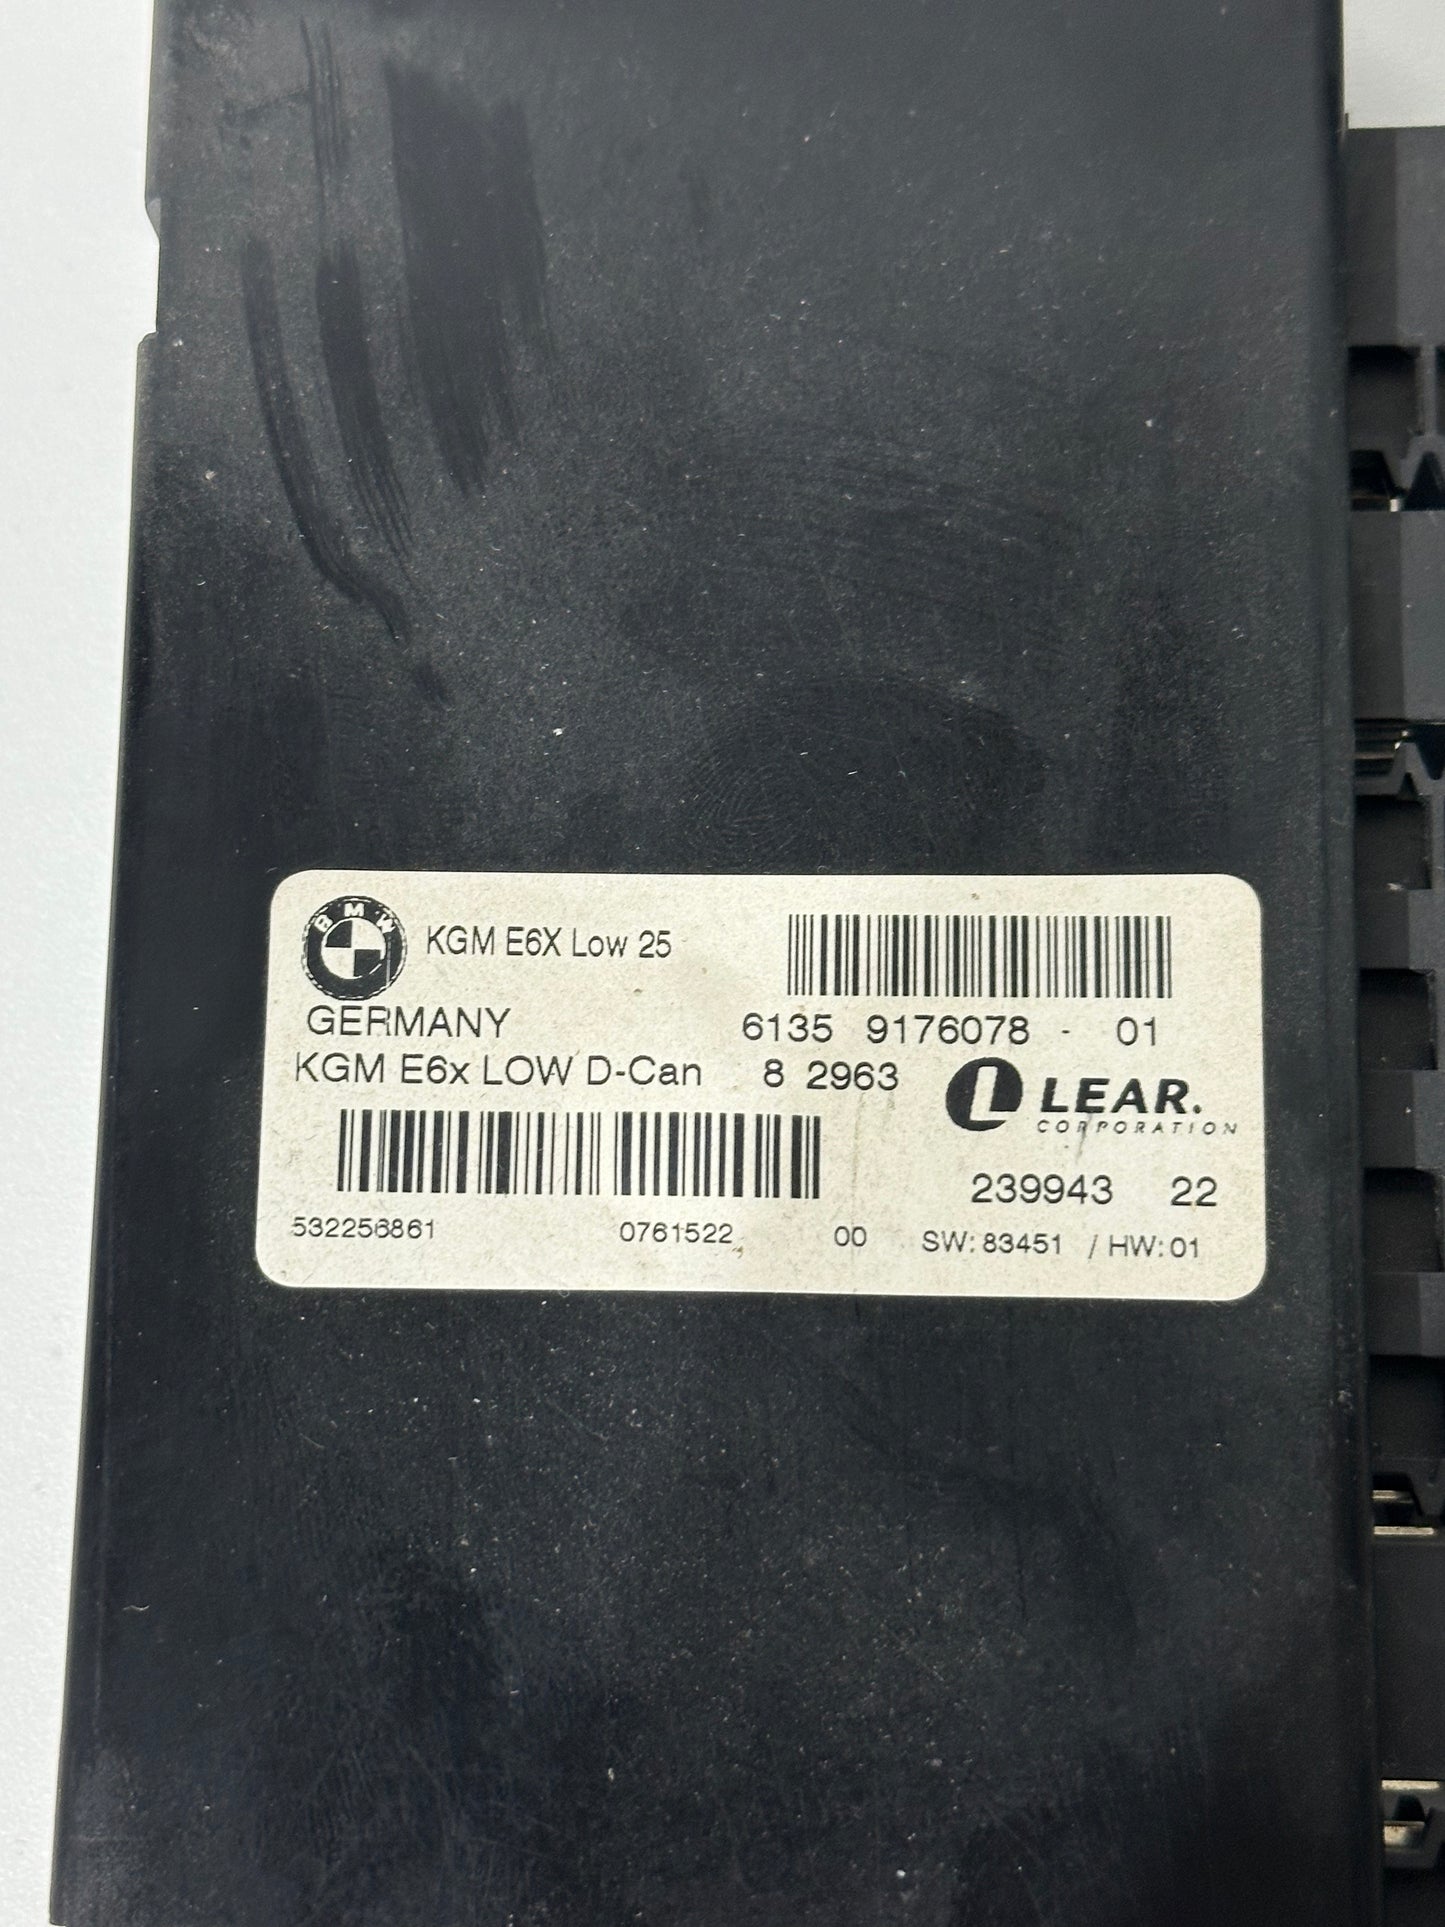 BMW
KGM E6X Low 25
GERMANY 6135 9176078 - 01
KGM E6x LOW D-Can 8 2963
L LEAR.
CORPORATION
239943 22
532256861 0761522 00 SW: 83451 / HW: 01